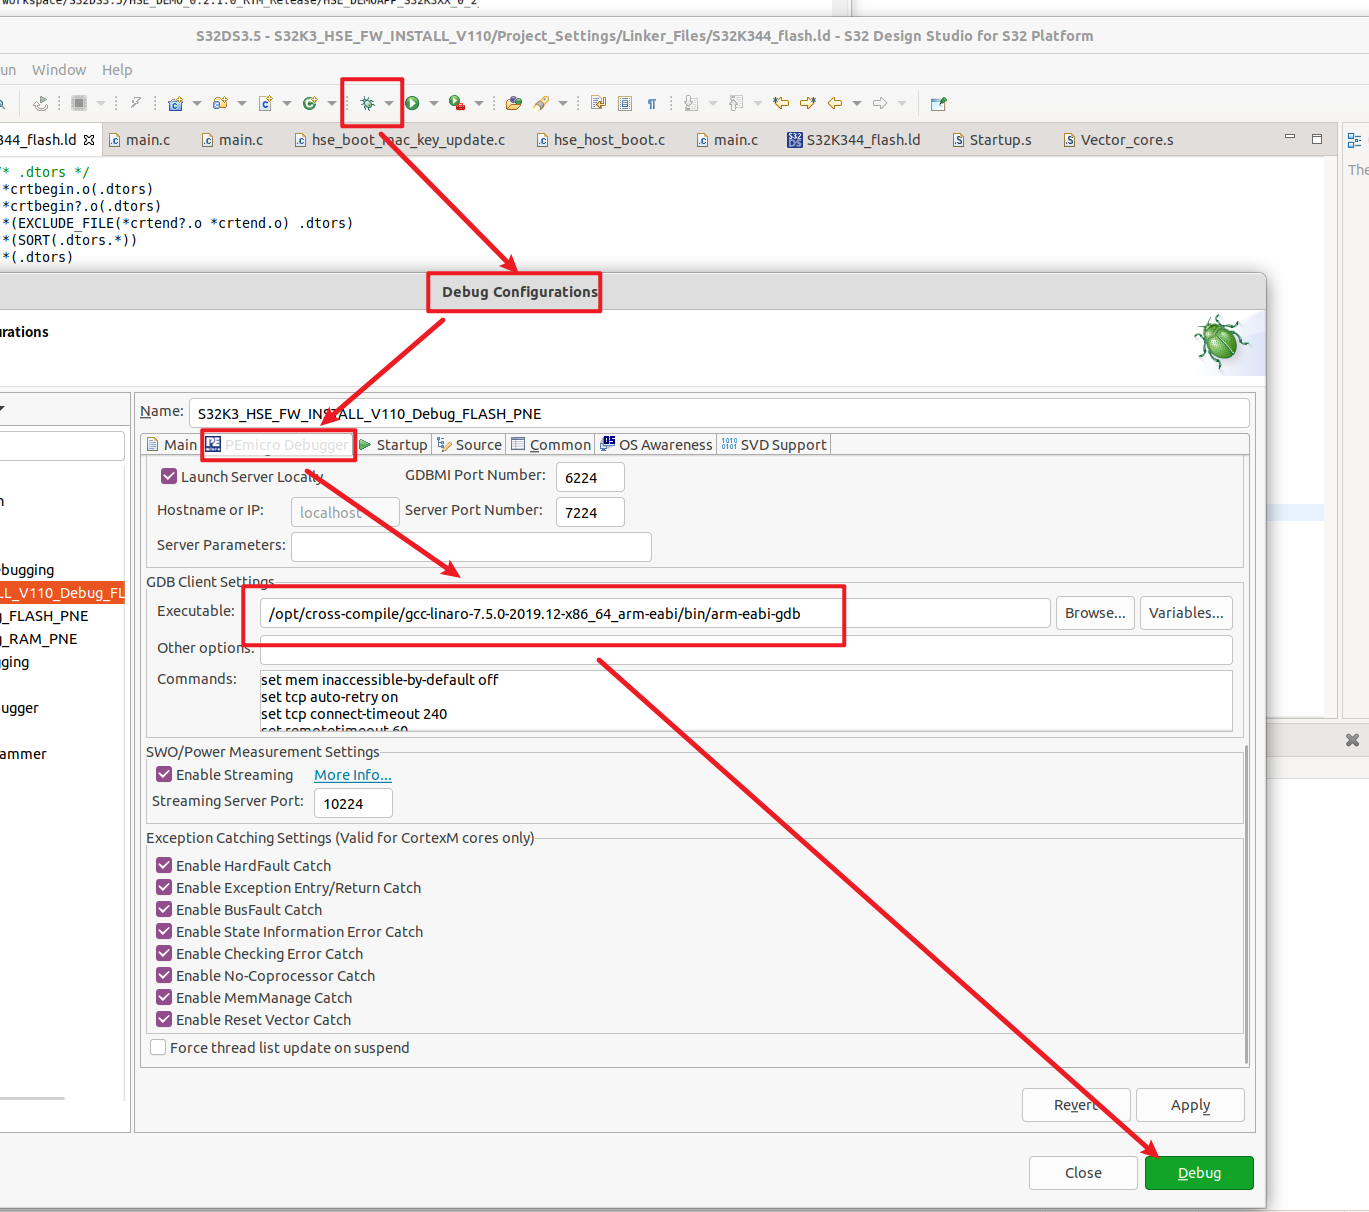 workspace/S32DS3.5/HSE_DEMO_0.2.1.0_RTM_Release/HSE_DEMOAPP_S32K3XX_0_2
S32DS3.5 - S32K3_HSE_FW_INSTALL_V110/Project_Settings/Linker_Files/S32K344_flash.ld - S32 Design Studio for S32 Platform
un Window Help
344_flash.ld main.c main.c hse_boot_mac_key_update.c hse_host_boot.c main.c S32K344_flash.ld Startup.s Vector_core.s
The
* .dtors */
*crtbegin.o(.dtors)
*crtbegin?.o(.dtors)
*(EXCLUDE_FILE(*crtend?.o *crtend.o) .dtors)
*(SORT(.dtors.*))
*(.dtors)
Debug Configurations
urations
Name: S32K3_HSE_FW_INSTALL_V110_Debug_FLASH_PNE
Main PEmicro Debugger Startup Source Common OS Awareness SVD Support
Launch Server Locally GDBMI Port Number: 6224
Hostname or IP: localhost Server Port Number: 7224
Server Parameters:
GDB Client Settings
Executable: /opt/cross-compile/gcc-linaro-7.5.0-2019.12-x86_64_arm-eabi/bin/arm-eabi-gdb Browse... Variables...
Other options:
Commands: set mem inaccessible-by-default off
set tcp auto-retry on
set tcp connect-timeout 240
set remotetimeout 60
n
ebugging
LL_V110_Debug_FL
g_FLASH_PNE
g_RAM_PNE
ging
ugger
ammer
SWO/Power Measurement Settings
Enable Streaming More Info...
Streaming Server Port: 10224
Exception Catching Settings (Valid for CortexM cores only)
Enable HardFault Catch
Enable Exception Entry/Return Catch
Enable BusFault Catch
Enable State Information Error Catch
Enable Checking Error Catch
Enable No-Coprocessor Catch
Enable MemManage Catch
Enable Reset Vector Catch
Force thread list update on suspend
Revert Apply
Close Debug